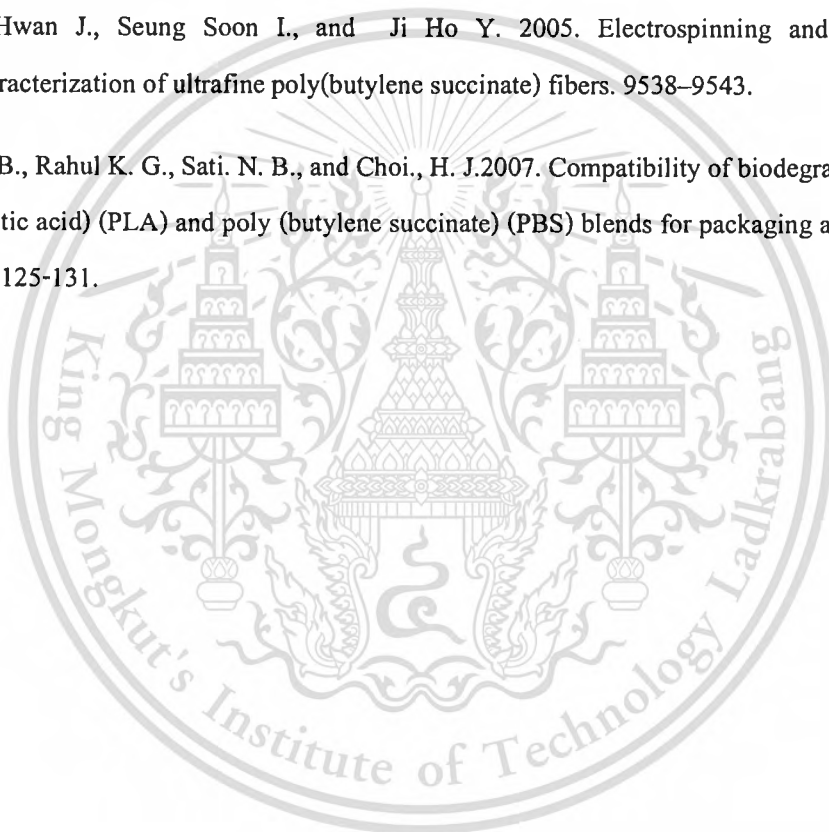 Hwan J., Seung Soon I., and Ji Ho Y. 2005. Electrospinning and
racterization of ultrafine poly(butylene succinate) fibers. 9538–9543.
B., Rahul K. G., Sati. N. B., and Choi., H. J.2007. Compatibility of biodegra
tic acid) (PLA) and poly (butylene succinate) (PBS) blends for packaging a
125-131.
King Mongkut's Institute of Technology Ladkrabang